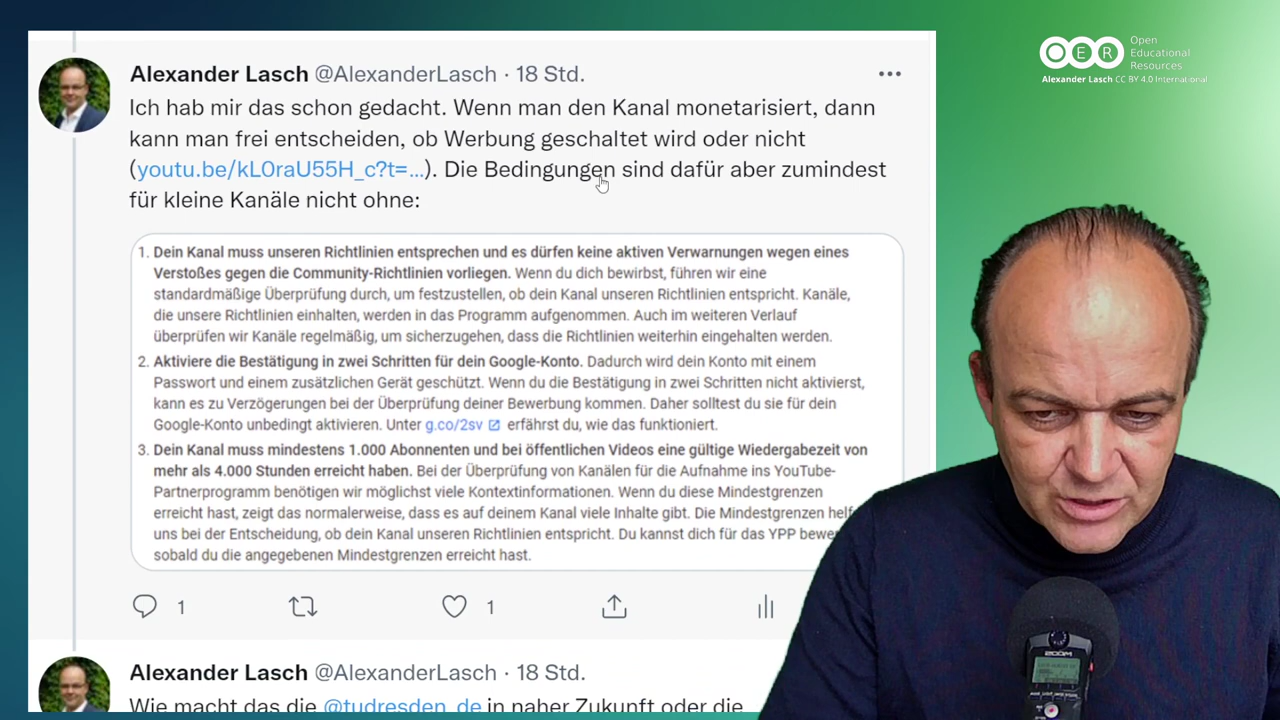 OER
Open
Educational
Resources
Alexander Lasch CC BY 4.0 International
Alexander Lasch @AlexanderLasch · 18 Std.
Ich hab mir das schon gedacht. Wenn man den Kanal monetarisiert, dann
kann man frei entscheiden, ob Werbung geschaltet wird oder nicht
(youtu.be/kL0raU55H_c?t=...). Die Bedingungen sind dafür aber zumindest
für kleine Kanäle nicht ohne:
1. Dein Kanal muss unseren Richtlinien entsprechen und es dürfen keine aktiven Verwarnungen wegen eines
Verstoßes gegen die Community-Richtlinien vorliegen. Wenn du dich bewirbst, führen wir eine
standardmäßige Überprüfung durch, um festzustellen, ob dein Kanal unseren Richtlinien entspricht. Kanäle,
die unsere Richtlinien einhalten, werden in das Programm aufgenommen. Auch im weiteren Verlauf
überprüfen wir Kanäle regelmäßig, um sicherzugehen, dass die Richtlinien weiterhin eingehalten werden.
2. Aktiviere die Bestätigung in zwei Schritten für dein Google-Konto. Dadurch wird dein Konto mit einem
Passwort und einem zusätzlichen Gerät geschützt. Wenn du die Bestätigung in zwei Schritten nicht aktivierst,
kann es zu Verzögerungen bei der Überprüfung deiner Bewerbung kommen. Daher solltest du sie für dein
Google-Konto unbedingt aktivieren. Unter g.co/2sv erfährst du, wie das funktioniert.
3. Dein Kanal muss mindestens 1.000 Abonnenten und bei öffentlichen Videos eine gültige Wiedergabezeit von
mehr als 4.000 Stunden erreicht haben. Bei der Überprüfung von Kanälen für die Aufnahme ins YouTube-
Partnerprogramm benötigen wir möglichst viele Kontextinformationen. Wenn du diese Mindestgrenzen
erreicht hast, zeigt das normalerweise, dass es auf deinem Kanal viele Inhalte gibt. Die Mindestgrenzen helf
uns bei der Entscheidung, ob dein Kanal unseren Richtlinien entspricht. Du kannst dich für das YPP bewe
sobald du die angegebenen Mindestgrenzen erreicht hast.
1 1
Alexander Lasch @AlexanderLasch · 18 Std.
Wie macht das die @tudresden_de in naher Zukunft oder die
zoom